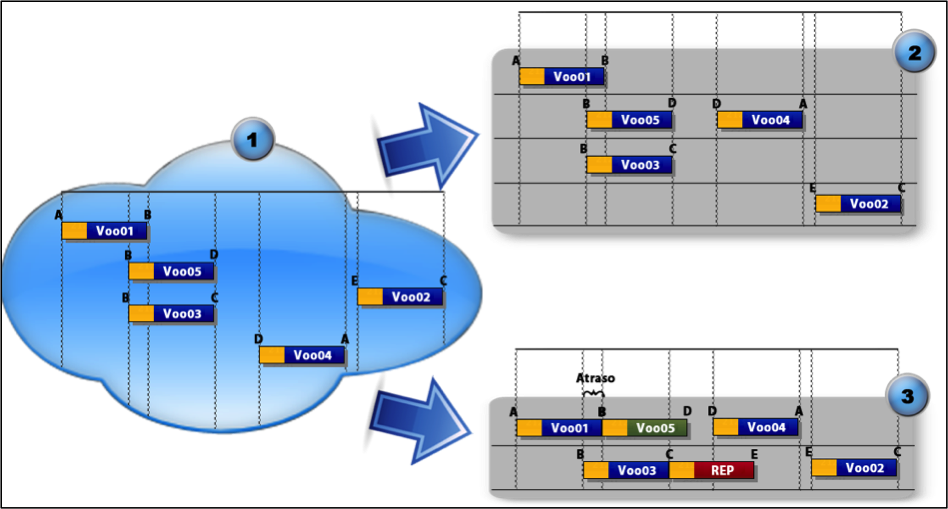 1
A B
Voo01
B D
Voo05
B C
Voo03
E C
Voo02
D A
Voo04
2
A B
Voo01
B D D A
Voo05 Voo04
B C
Voo03
E C
Voo02
3
Atraso
A B D D A
Voo01 Voo05 Voo04
B C E E C
Voo03 REP Voo02